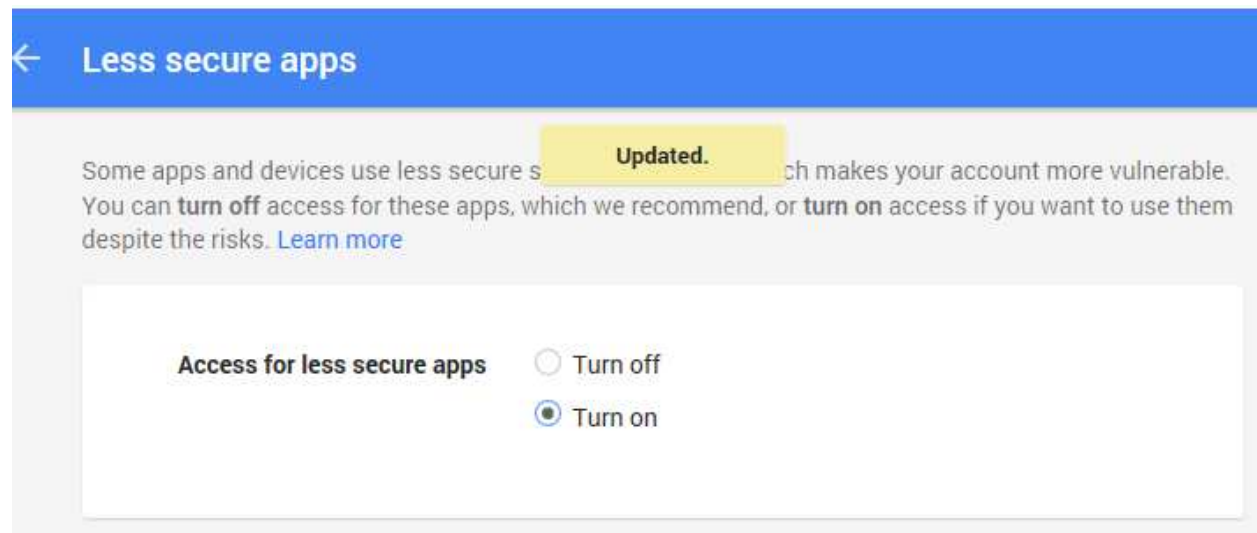 Less secure apps
Updated.
Some apps and devices use less secure s ch makes your account more vulnerable.
You can turn off access for these apps, which we recommend, or turn on access if you want to use them
despite the risks. Learn more
Access for less secure apps
Turn off
Turn on